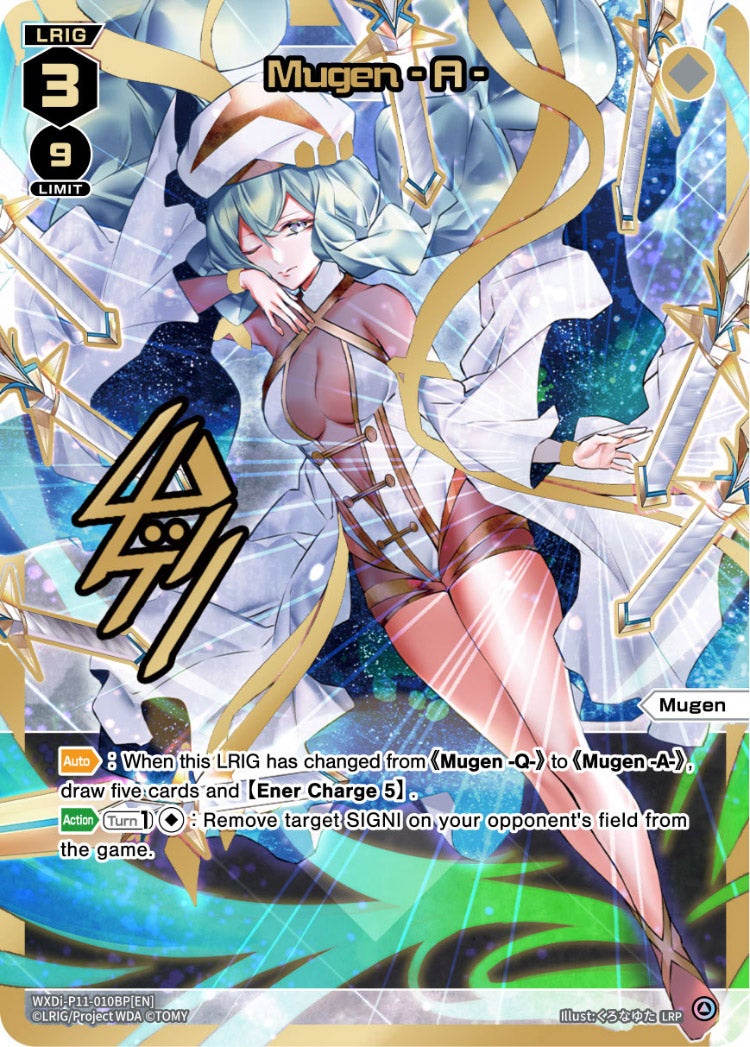 LRIG
3
Mugen - A -
9
LIMIT
Mugen
Auto : When this LRIG has changed from《Mugen -Q-》to《Mugen -A-》,
draw five cards and【Ener Charge 5】.
Action Turn 1 : Remove target SIGNI on your opponent's field from
the game.
WXDi-P11-010BP[EN]
©LRIG/Project WDA ©TOMY
Illust:ぐろなゆた LRP